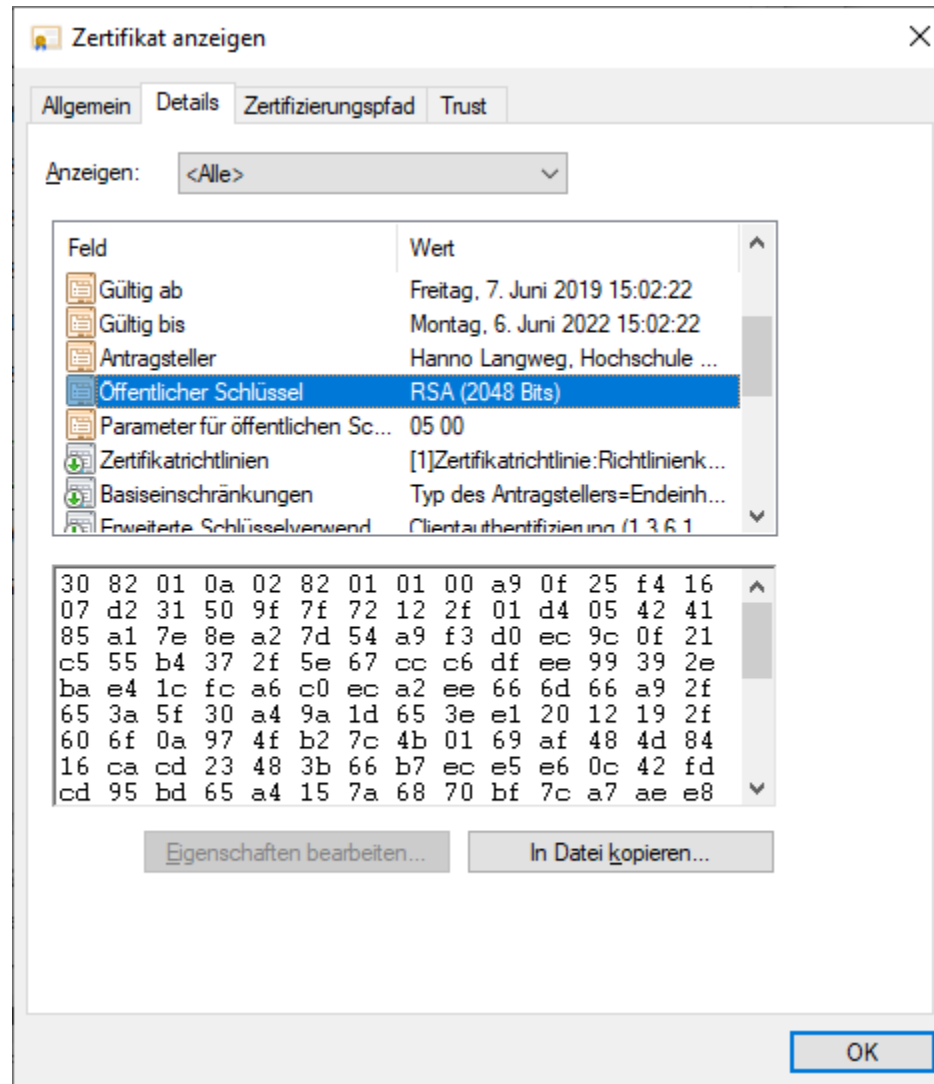 Zertifikat anzeigen
Allgemein Details Zertifizierungspfad Trust
Anzeigen: <Alle>
Feld Wert
Gültig ab Freitag, 7. Juni 2019 15:02:22
Gültig bis Montag, 6. Juni 2022 15:02:22
Antragsteller Hanno Langweg, Hochschule ...
Öffentlicher Schlüssel RSA (2048 Bits)
Parameter für öffentlichen Sc... 05 00
Zertifikatrichtlinien [1]Zertifikatrichtlinie:Richtlinienk...
Basiseinschränkungen Typ des Antragstellers=Endeinh...
Erweiterte Schlüsselverwend Clientauthentifizierung (1.3.6.1
30 82 01 0a 02 82 01 01 00 a9 0f 25 f4 16
07 d2 31 50 9f 7f 72 12 2f 01 d4 05 42 41
85 a1 7e 8e a2 7d 54 a9 f3 d0 ec 9c 0f 21
c5 55 b4 37 2f 5e 67 cc c6 df ee 99 39 2e
ba e4 1c fc a6 c0 ec a2 ee 66 6d 66 a9 2f
65 3a 5f 30 a4 9a 1d 65 3e e1 20 12 19 2f
60 6f 0a 97 4f b2 7c 4b 01 69 af 48 4d 84
16 ca cd 23 48 3b 66 b7 ec e5 e6 0c 42 fd
cd 95 bd 65 a4 15 7a 68 70 bf 7c a7 ae e8
Eigenschaften bearbeiten... In Datei kopieren...
OK